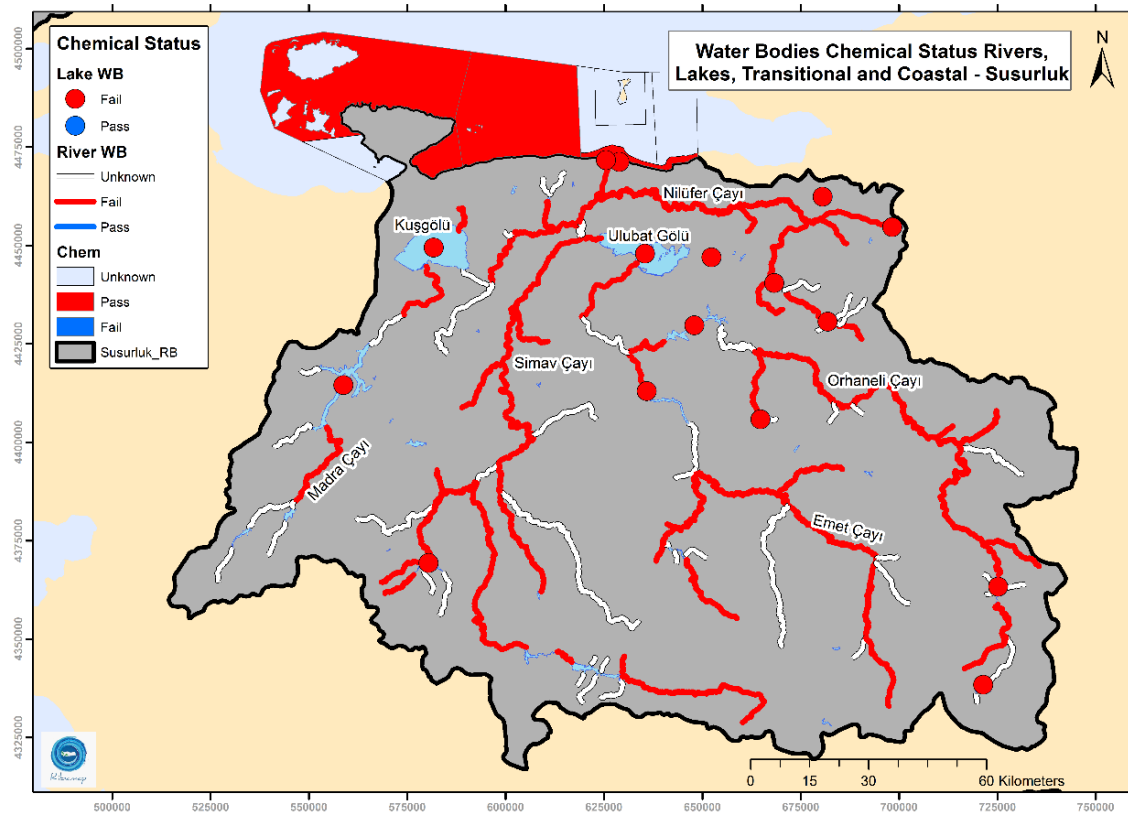 Water Bodies Chemical Status Rivers,
Lakes, Transitional and Coastal - Susurluk
N
Chemical Status
Lake WB
Fail
Pass
River WB
Unknown
Fail
Pass
Chem
Unknown
Pass
Fail
Susurluk_RB
Nilüfer Çayı
Kuşgölü
Ulubat Gölü
Simav Çayı
Orhaneli Çayı
Madra Çayı
Emet Çayı
0 15 30 60 Kilometers
4500000
4475000
4450000
4425000
4400000
4375000
4350000
4325000
500000 525000 550000 575000 600000 625000 650000 675000 700000 725000 750000